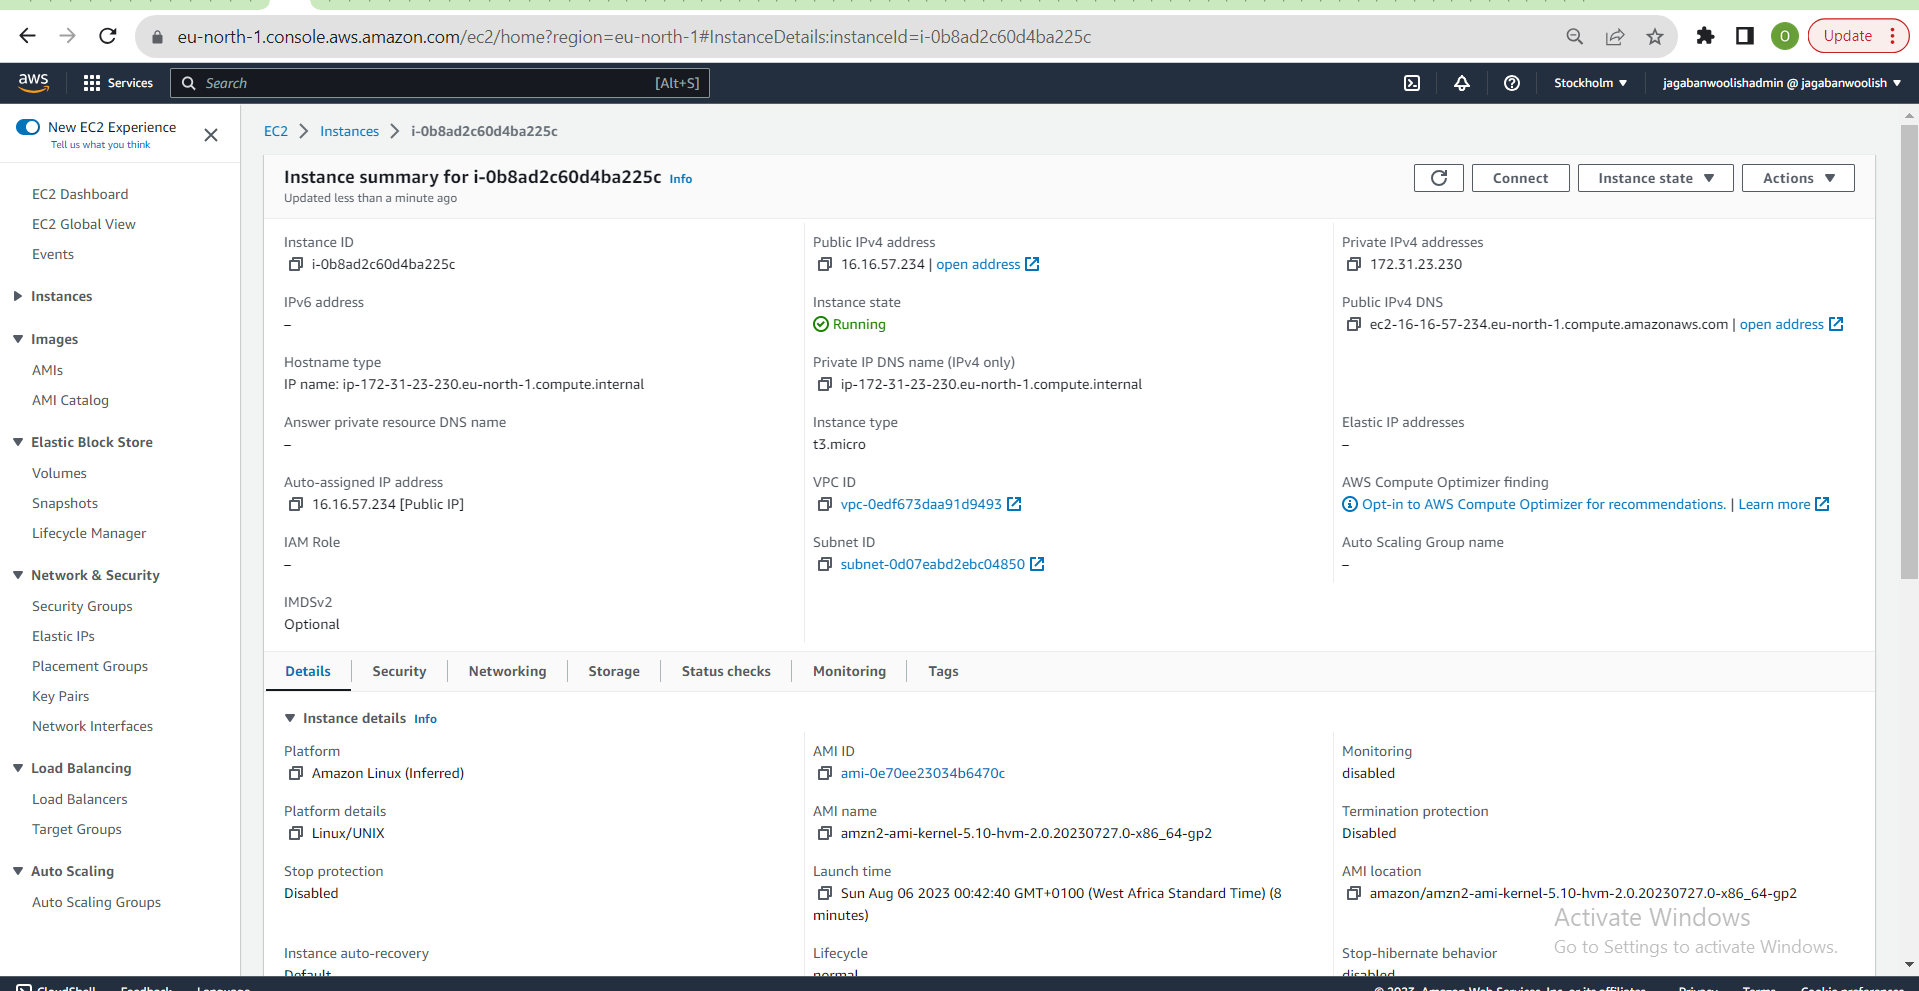 eu-north-1.console.aws.amazon.com/ec2/home?region=eu-north-1#InstanceDetails:instanceId=i-0b8ad2c60d4ba225c
O
Update
aws
Services
Search
[Alt+S]
Stockholm
jagabanwoolishadmin @ jagabanwoolish
New EC2 Experience
Tell us what you think
EC2 Dashboard
EC2 Global View
Events
Instances
Images
AMIs
AMI Catalog
Elastic Block Store
Volumes
Snapshots
Lifecycle Manager
Network & Security
Security Groups
Elastic IPs
Placement Groups
Key Pairs
Network Interfaces
Load Balancing
Load Balancers
Target Groups
Auto Scaling
Auto Scaling Groups
EC2 Instances i-0b8ad2c60d4ba225c
Instance summary for i-0b8ad2c60d4ba225c Info
Updated less than a minute ago
Connect
Instance state
Actions
Instance ID
i-0b8ad2c60d4ba225c
Public IPv4 address
16.16.57.234 | open address
Private IPv4 addresses
172.31.23.230
IPv6 address
–
Instance state
Running
Public IPv4 DNS
ec2-16-16-57-234.eu-north-1.compute.amazonaws.com | open address
Hostname type
IP name: ip-172-31-23-230.eu-north-1.compute.internal
Private IP DNS name (IPv4 only)
ip-172-31-23-230.eu-north-1.compute.internal
Answer private resource DNS name
–
Instance type
t3.micro
Elastic IP addresses
–
Auto-assigned IP address
16.16.57.234 [Public IP]
VPC ID
vpc-0edf673daa91d9493
AWS Compute Optimizer finding
Opt-in to AWS Compute Optimizer for recommendations. | Learn more
IAM Role
–
Subnet ID
subnet-0d07eabd2ebc04850
Auto Scaling Group name
–
IMDSv2
Optional
Details
Security
Networking
Storage
Status checks
Monitoring
Tags
Instance details Info
Platform
Amazon Linux (Inferred)
AMI ID
ami-0e70ee23034b6470c
Monitoring
disabled
Platform details
Linux/UNIX
AMI name
amzn2-ami-kernel-5.10-hvm-2.0.20230727.0-x86_64-gp2
Termination protection
Disabled
Stop protection
Disabled
Launch time
Sun Aug 06 2023 00:42:40 GMT+0100 (West Africa Standard Time) (8
minutes)
AMI location
amazon/amzn2-ami-kernel-5.10-hvm-2.0.20230727.0-x86_64-gp2
Instance auto-recovery
Default
Lifecycle
normal
Stop-hibernate behavior
disabled
Activate Windows
Go to Settings to activate Windows.
CloudShell
Feedback
Language
© 2023, Amazon Web Services, Inc. or its affiliates.
Privacy
Terms
Cookie preferences